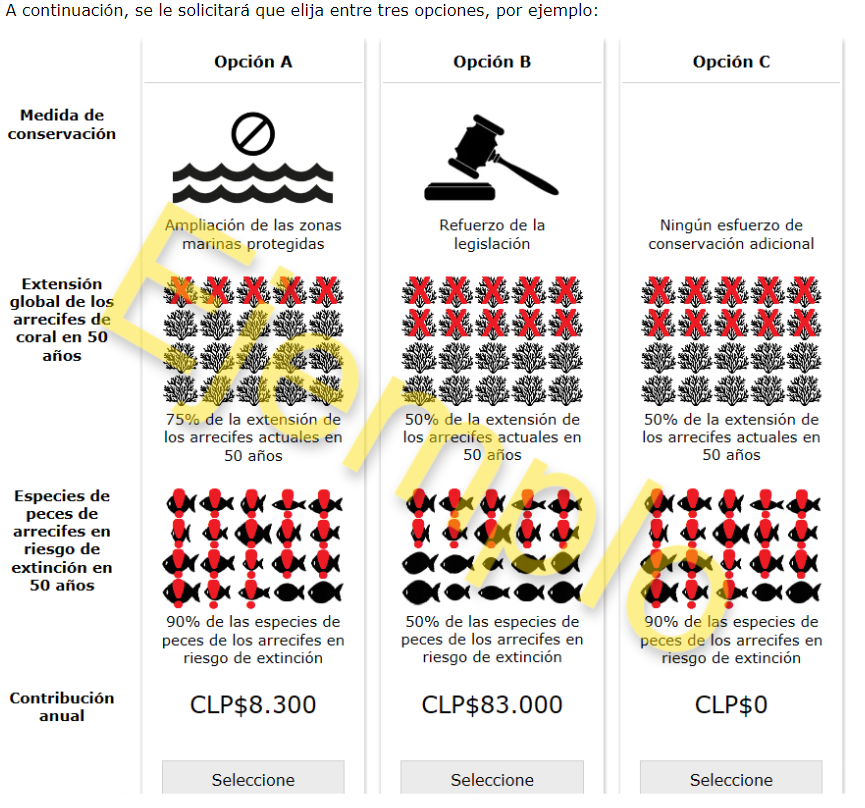 A continuación, se le solicitará que elija entre tres opciones, por ejemplo:
Opción A
Opción B
Opción C
Medida de
conservación
Ampliación de las zonas
marinas protegidas
Refuerzo de la
legislación
Ningún esfuerzo de
conservación adicional
Extensión
global de los
arrecifes de
coral en 50
años
75% de la extensión de
los arrecifes actuales en
50 años
50% de la extensión de
los arrecifes actuales en
50 años
50% de la extensión de
los arrecifes actuales en
50 años
Especies de
peces de
arrecifes en
riesgo de
extinción en
50 años
90% de las especies de
peces de los arrecifes en
riesgo de extinción
50% de las especies de
peces de los arrecifes en
riesgo de extinción
90% de las especies de
peces de los arrecifes en
riesgo de extinción
Contribución
anual
CLP$8.300
CLP$83.000
CLP$0
Seleccione
Seleccione
Seleccione
Ejemplo